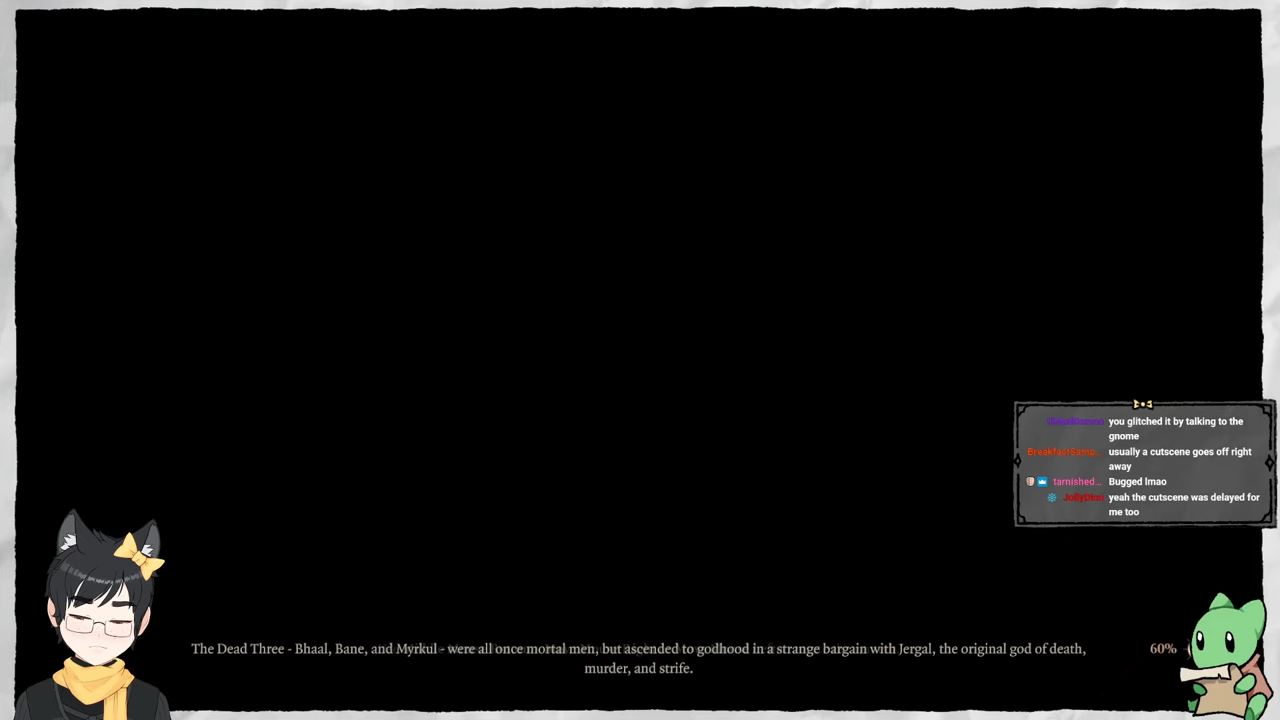 you glitched it by talking to the
gnome
BreakfastSamp... usually a cutscene goes off right
away
tarnished... Bugged lmao
yeah the cutscene was delayed for
me too
The Dead Three - Bhaal, Bane, and Myrkul - were all once mortal men, but ascended to godhood in a strange bargain with Jergal, the original god of death,
murder, and strife.
60%